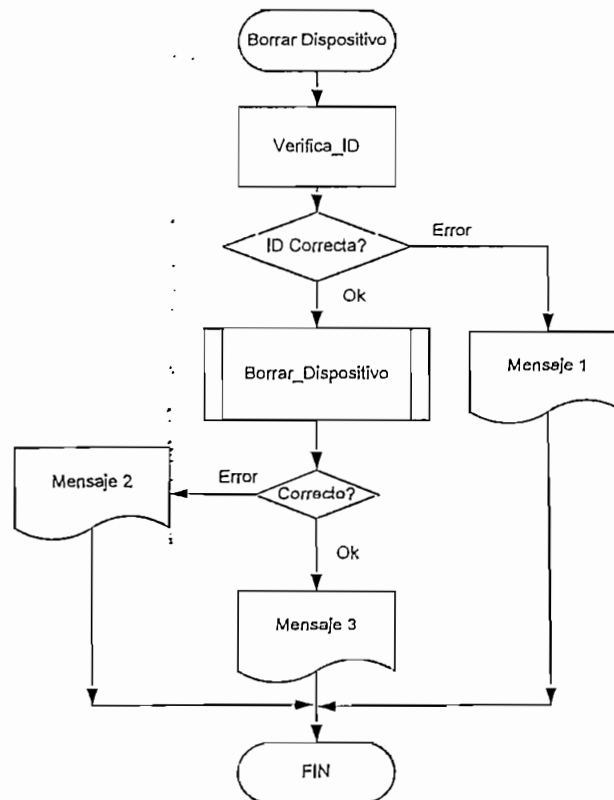 Borrar Dispositivo
Verifica_ID
ID Correcta?
Error
Ok
Mensaje 1
Borrar_Dispositivo
Mensaje 2
Error
Correcto?
Ok
Mensaje 3
FIN